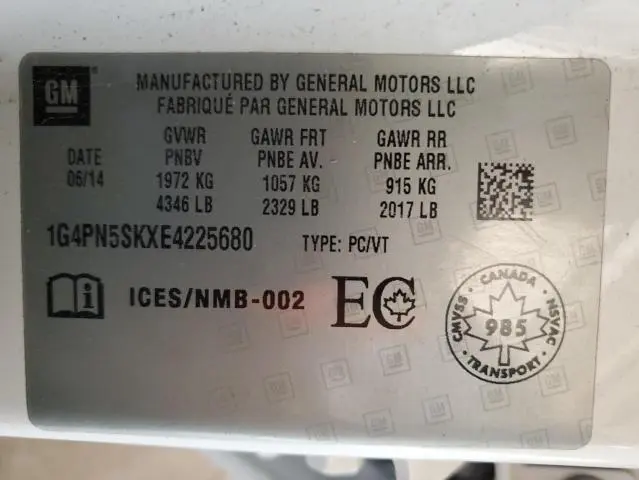 GM
MANUFACTURED BY GENERAL MOTORS LLC
FABRIQUÉ PAR GENERAL MOTORS LLC
GVWR GAWR FRT GAWR RR
DATE PNBV PNBE AV. PNBE ARR.
06/14 1972 KG 1057 KG 915 KG
4346 LB 2329 LB 2017 LB
1G4PN5SKXE4225680 TYPE: PC/VT
i ICES/NMB-002 EC
CMVSS · CANADA · NSVAC
985
· TRANSPORT ·